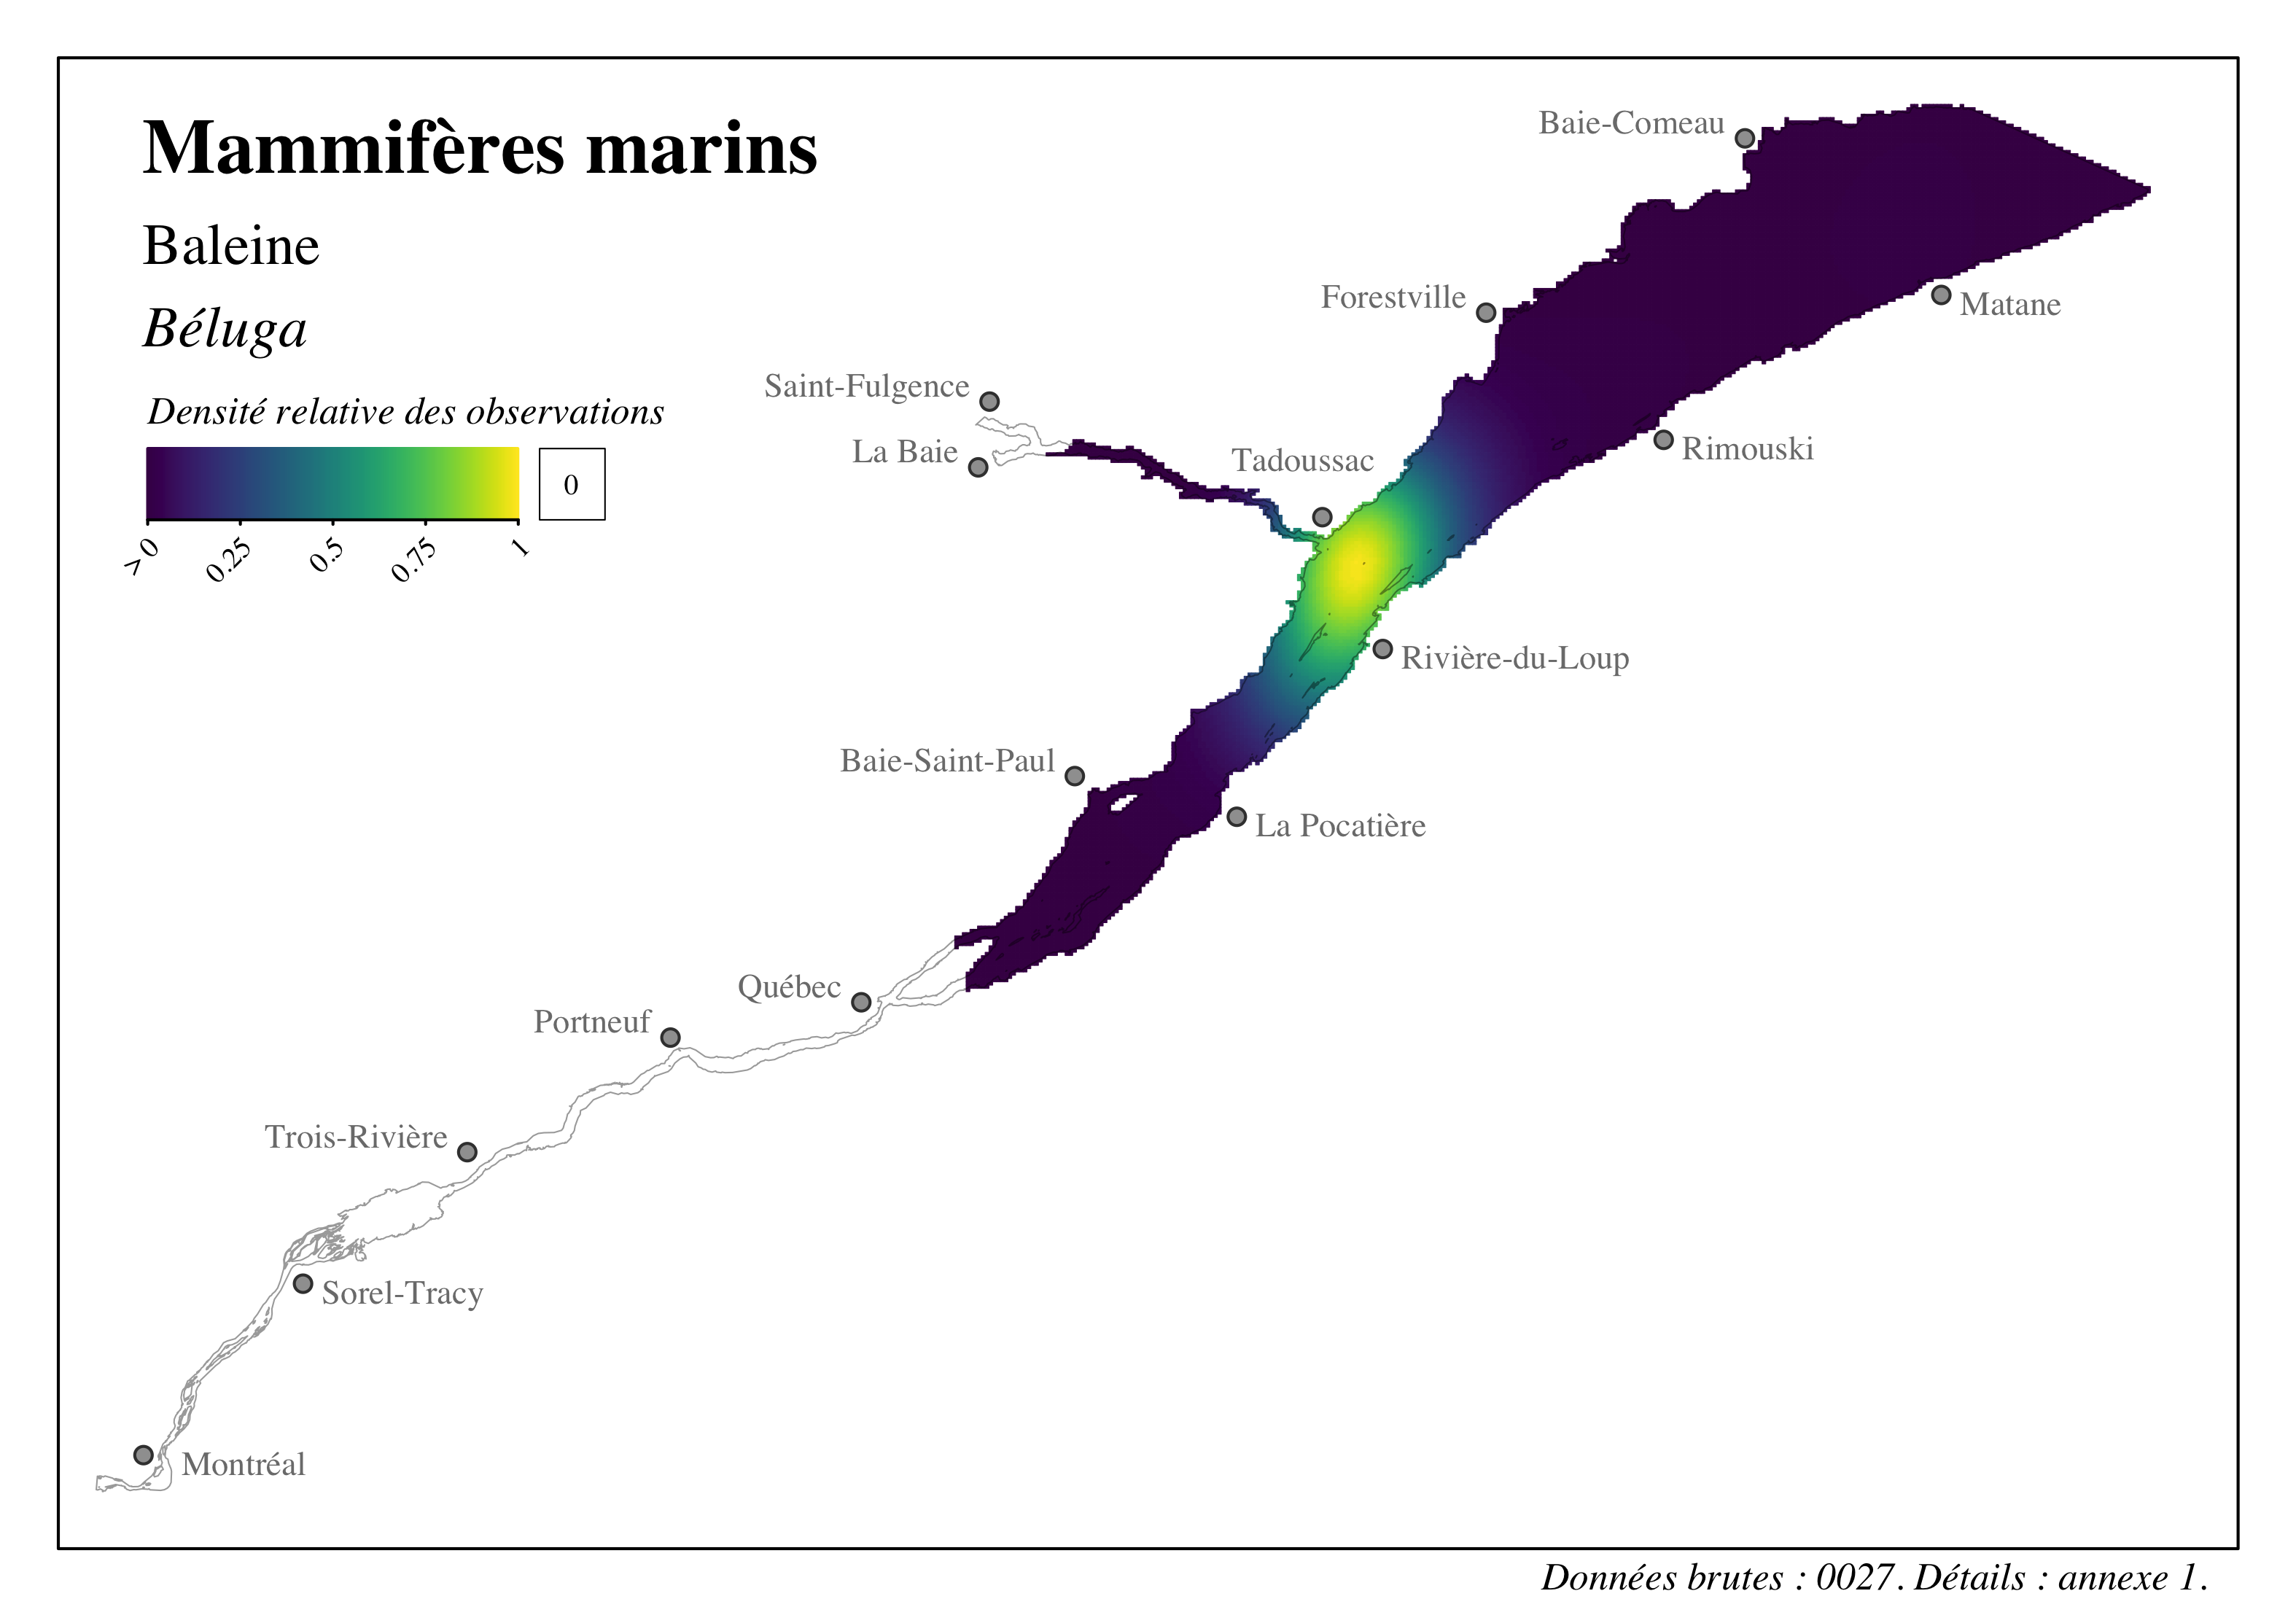 Mammifères marins
Baleine
Béluga
Densité relative des observations
0
> 0
0.25
0.5
0.75
1
Baie-Comeau
Forestville
Matane
Saint-Fulgence
La Baie
Tadoussac
Rimouski
Rivière-du-Loup
Baie-Saint-Paul
La Pocatière
Québec
Portneuf
Trois-Rivière
Sorel-Tracy
Montréal
Données brutes : 0027. Détails : annexe 1.